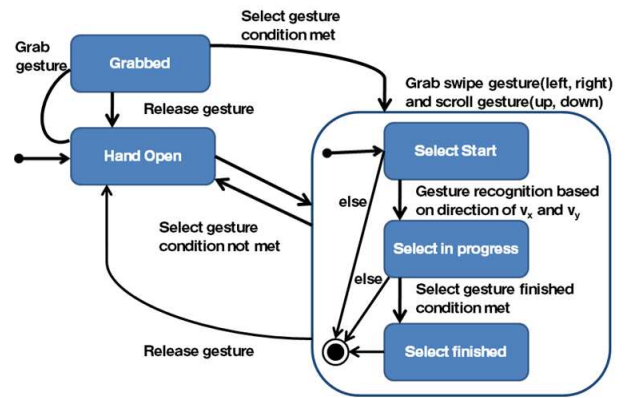 Select gesture
condition met
Grab
gesture
Grabbed
Grab swipe gesture(left, right)
and scroll gesture(up, down)
Release gesture
Hand Open
Select Start
else
Gesture recognition based
on direction of vx and vy
Select gesture
condition not met
Select in progress
else
Select gesture finished
condition met
Release gesture
Select finished